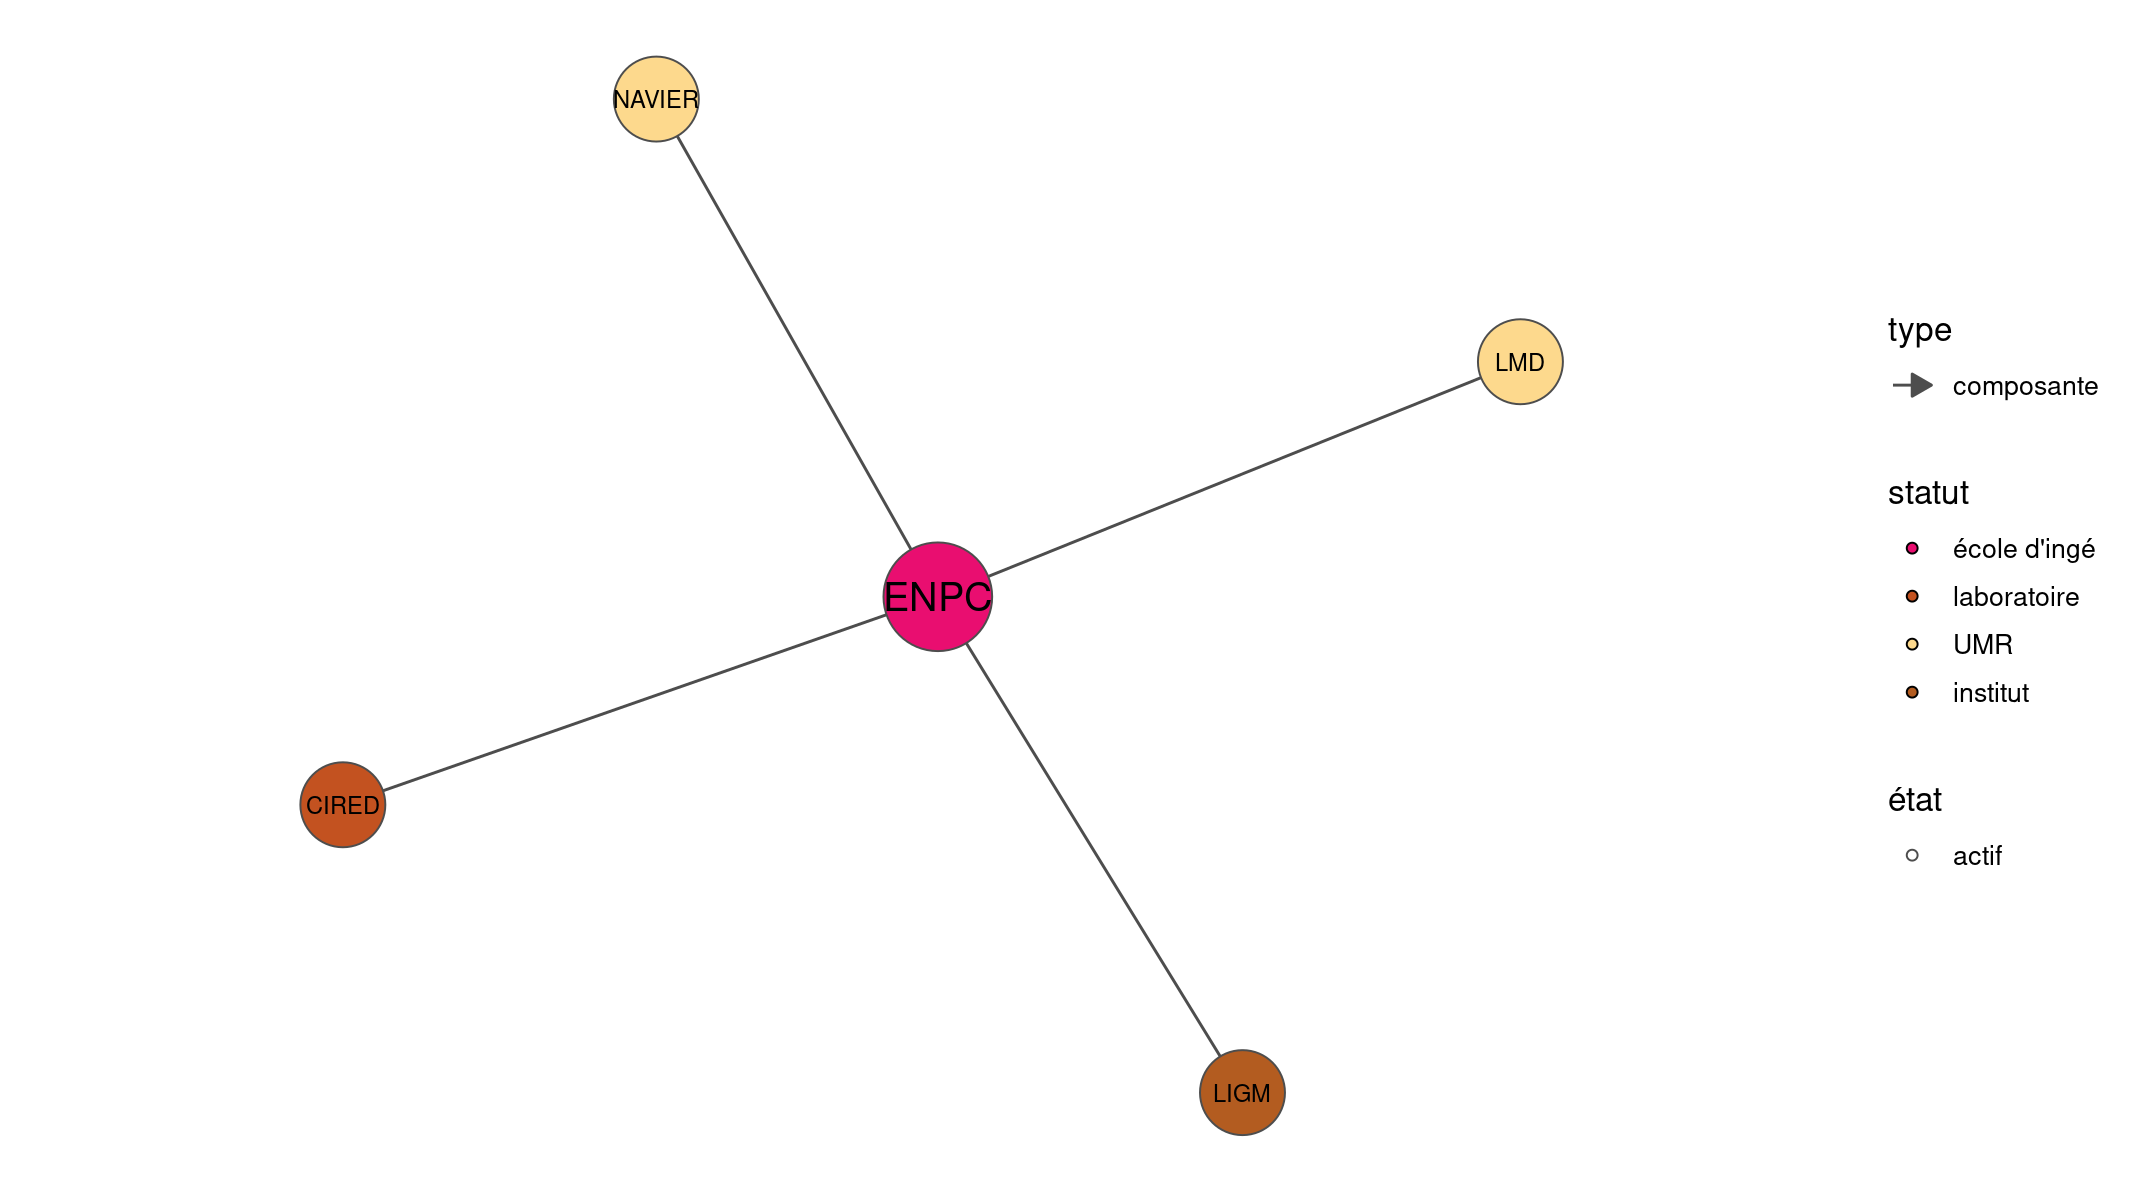 NAVIER
LMD
ENPC
CIRED
LIGM
type
composante
statut
école d'ingé
laboratoire
UMR
institut
état
actif